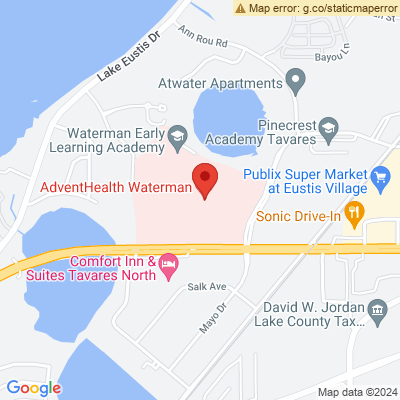 Map error: g.co/staticmaperror
Ann Rou Rd
Bayou Ln
Lake Eustis Dr
Atwater Apartments
Waterman Early
Learning Academy
Pinecrest
Academy Tavares
AdventHealth Waterman
Publix Super Market
at Eustis Village
Sonic Drive-In
Comfort Inn &
Suites Tavares North
Salk Ave
Mayo Dr
David W. Jordan
Lake County Tax...
Google
Map data ©2024